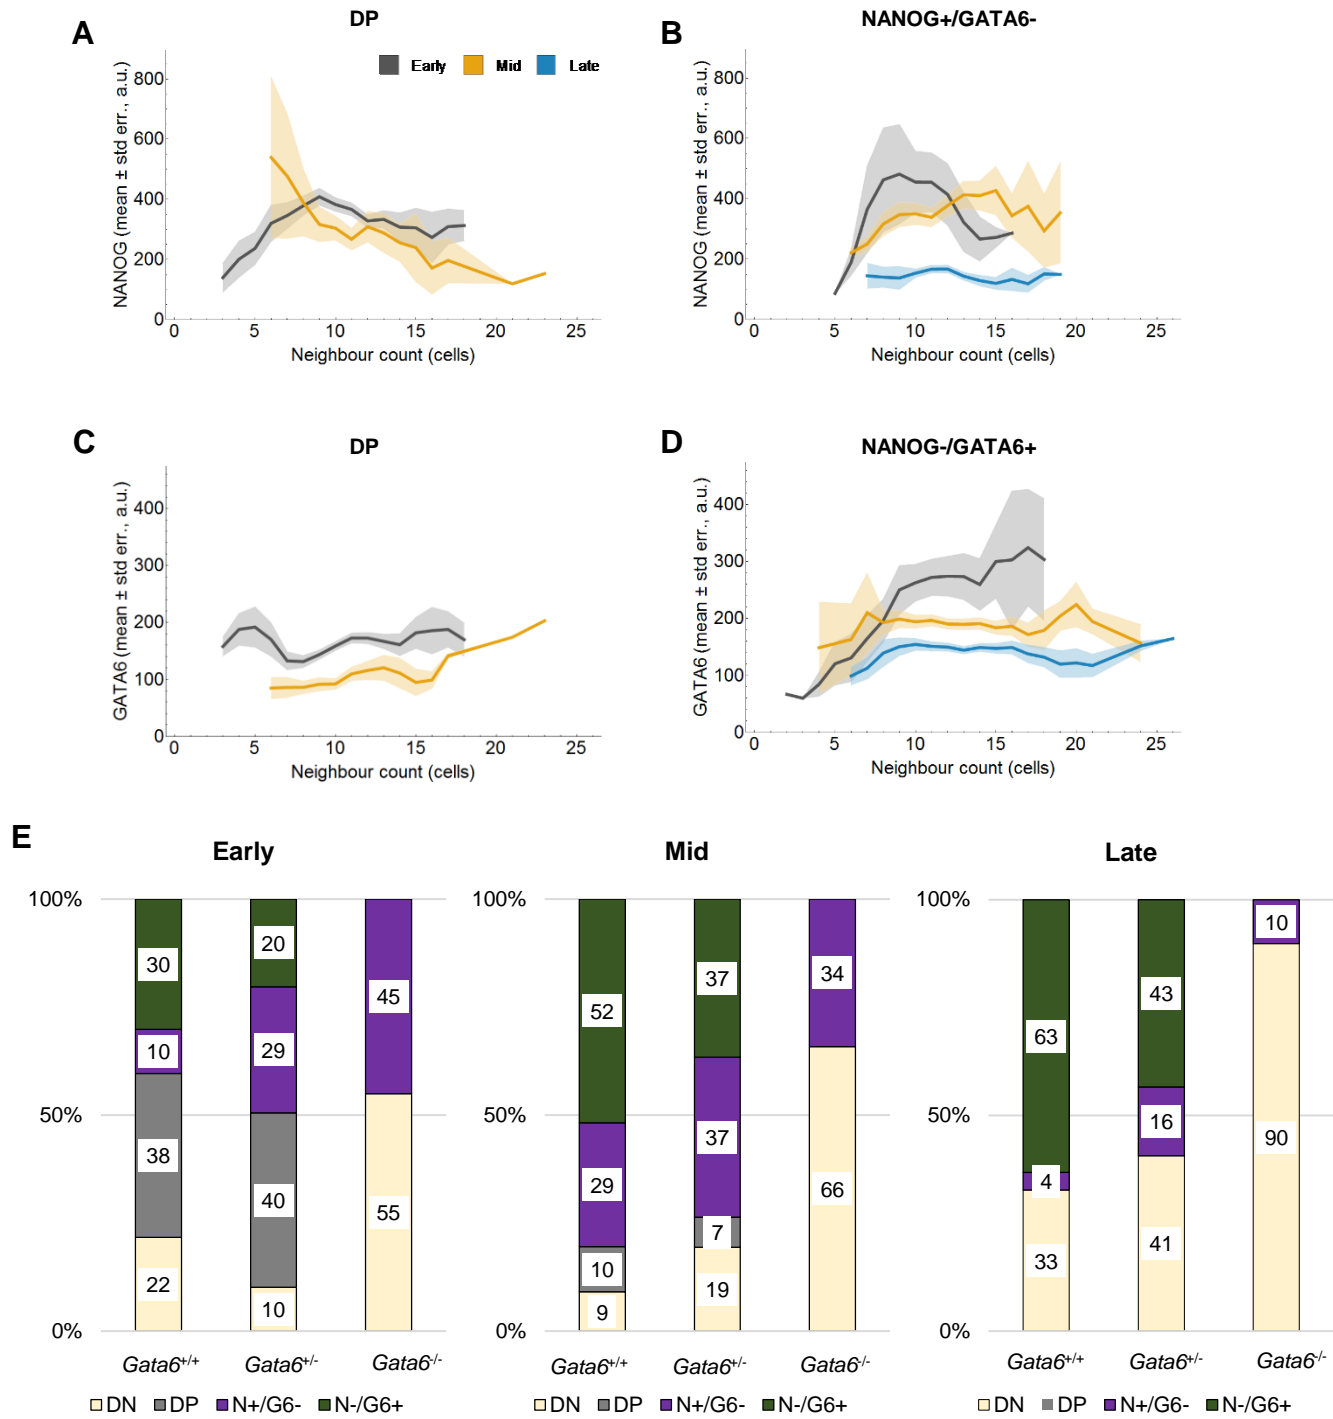 A
DP
Early Mid Late
NANOG (mean ± std err., a.u.)
800
600
400
200
0
0 5 10 15 20 25
Neighbour count (cells)
B
NANOG+/GATA6-
NANOG (mean ± std err., a.u.)
800
600
400
200
0
0 5 10 15 20 25
Neighbour count (cells)
C
DP
GATA6 (mean ± std err., a.u.)
400
300
200
100
0
0 5 10 15 20 25
Neighbour count (cells)
D
NANOG-/GATA6+
GATA6 (mean ± std err., a.u.)
400
300
200
100
0
0 5 10 15 20 25
Neighbour count (cells)
E
Early
100%
50%
0%
30
10
38
22
20
29
40
10
45
55
Gata6+/+ Gata6+/- Gata6-/-
DN DP N+/G6- N-/G6+
Mid
100%
50%
0%
52
29
10
9
37
37
7
19
34
66
Gata6+/+ Gata6+/- Gata6-/-
DN DP N+/G6- N-/G6+
Late
100%
50%
0%
63
4
33
43
16
41
10
90
Gata6+/+ Gata6+/- Gata6-/-
DN DP N+/G6- N-/G6+